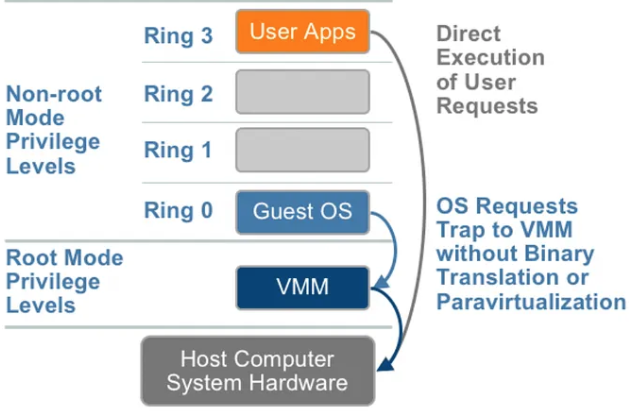 Ring 3
User Apps
Direct
Execution
of User
Requests
Non-root
Mode
Privilege
Levels
Ring 2
Ring 1
Ring 0
Guest OS
OS Requests
Trap to VMM
without Binary
Translation or
Paravirtualization
Root Mode
Privilege
Levels
VMM
Host Computer
System Hardware